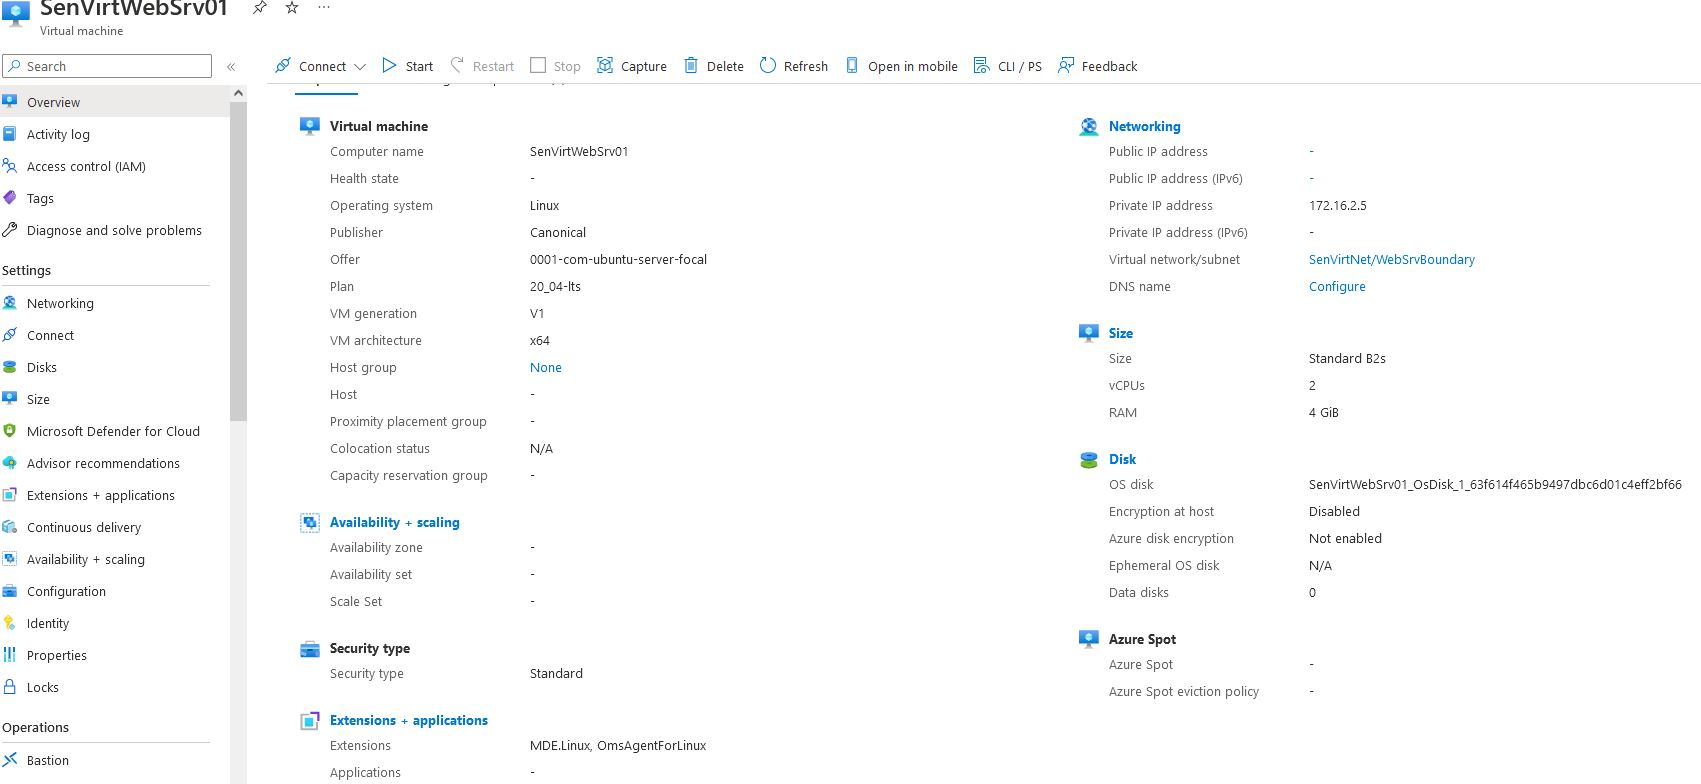 SenVirtWebSrv01
Virtual machine
Search
«
Connect
Start
Restart
Stop
Capture
Delete
Refresh
Open in mobile
CLI / PS
Feedback
Overview
Activity log
Access control (IAM)
Tags
Diagnose and solve problems
Settings
Networking
Connect
Disks
Size
Microsoft Defender for Cloud
Advisor recommendations
Extensions + applications
Continuous delivery
Availability + scaling
Configuration
Identity
Properties
Locks
Operations
Bastion
Virtual machine
Computer name SenVirtWebSrv01
Health state -
Operating system Linux
Publisher Canonical
Offer 0001-com-ubuntu-server-focal
Plan 20_04-lts
VM generation V1
VM architecture x64
Host group None
Host -
Proximity placement group -
Colocation status N/A
Capacity reservation group -
Availability + scaling
Availability zone -
Availability set -
Scale Set -
Security type
Security type Standard
Extensions + applications
Extensions MDE.Linux, OmsAgentForLinux
Applications -
Networking
Public IP address -
Public IP address (IPv6) -
Private IP address 172.16.2.5
Private IP address (IPv6) -
Virtual network/subnet SenVirtNet/WebSrvBoundary
DNS name Configure
Size
Size Standard B2s
vCPUs 2
RAM 4 GiB
Disk
OS disk SenVirtWebSrv01_OsDisk_1_63f614f465b9497dbc6d01c4eff2bf66
Encryption at host Disabled
Azure disk encryption Not enabled
Ephemeral OS disk N/A
Data disks 0
Azure Spot
Azure Spot -
Azure Spot eviction policy -